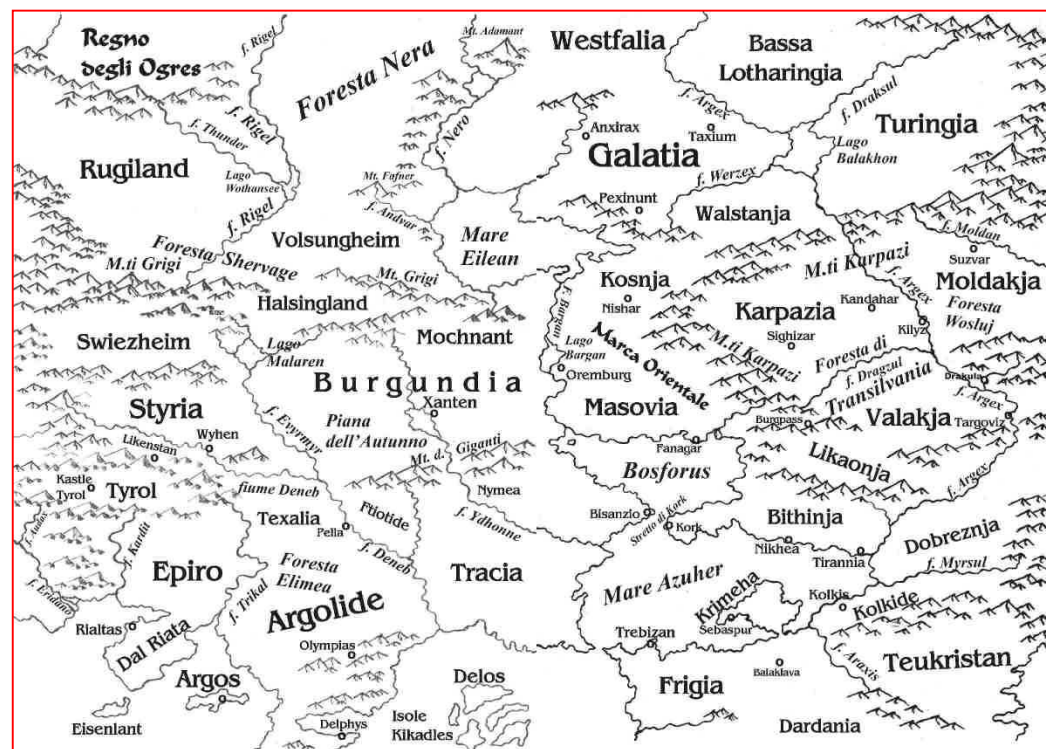 Regno
degli Ogres
f. Rigel
Foresta Nera
Mt. Adamant
Westfalia
Bassa
Lotharingia
f. Rigel
f. Thunder
f. Nero
f. Argex
f. Draksul
Anxirax
Taxium
Turingia
Rugiland
Lago
Wothansee
Mt. Fafner
Galatia
Lago
Balakhon
f. Werzex
Pexinunt
Walstanja
f. Rigel
f. Andvar
Volsungheim
Mare
Eilean
Foresta Shervage
M.ti Grigi
Mt. Grigi
f. Moldan
Suzvar
M.ti Karpazi
Moldakja
Kosnja
Nishar
f. Bargan
Karpazia
Kandahar
f. Argex
Foresta
Wosluj
Halsingland
Mochnant
Swiezheim
Lago
Malaren
Marca Orientale
Sighizar
Kilyz
Lago
Bargan
Oremburg
M.ti Karpazi
Foresta di
Transilvania
f. Dragzul
Drakula
Burgundia
Xanten
Masovia
Burgpass
Valakja
f. Argex
Targoviz
Styria
f. Evyrmyr
Piana
dell'Autunno
Wyhen
Likenstan
Mt. d. Giganti
Fanagar
Bosforus
Likaonja
f. Argex
Kastle
Tyrol
Tyrol
fiume Deneb
Nymea
Texalia
Ftiotide
Pella
f. Ydhonne
Bisanzio
Stretto di Kork
Kork
Bithinja
Nikhea
Tirannia
Dobreznja
f. Myrsul
f. Karilit
Epiro
Foresta
Elimea
f. Deneb
Tracia
Mare Azuher
Krimeha
Sebaspur
Kolkis
Kolkide
f. Eridano
f. Trikal
Rialtas
Dal Riata
Argolide
Olympias
Trebizan
Balaklava
f. Araxis
Teukristan
Argos
Eisenlant
Delphys
Isole
Kikadles
Delos
Frigia
Dardania